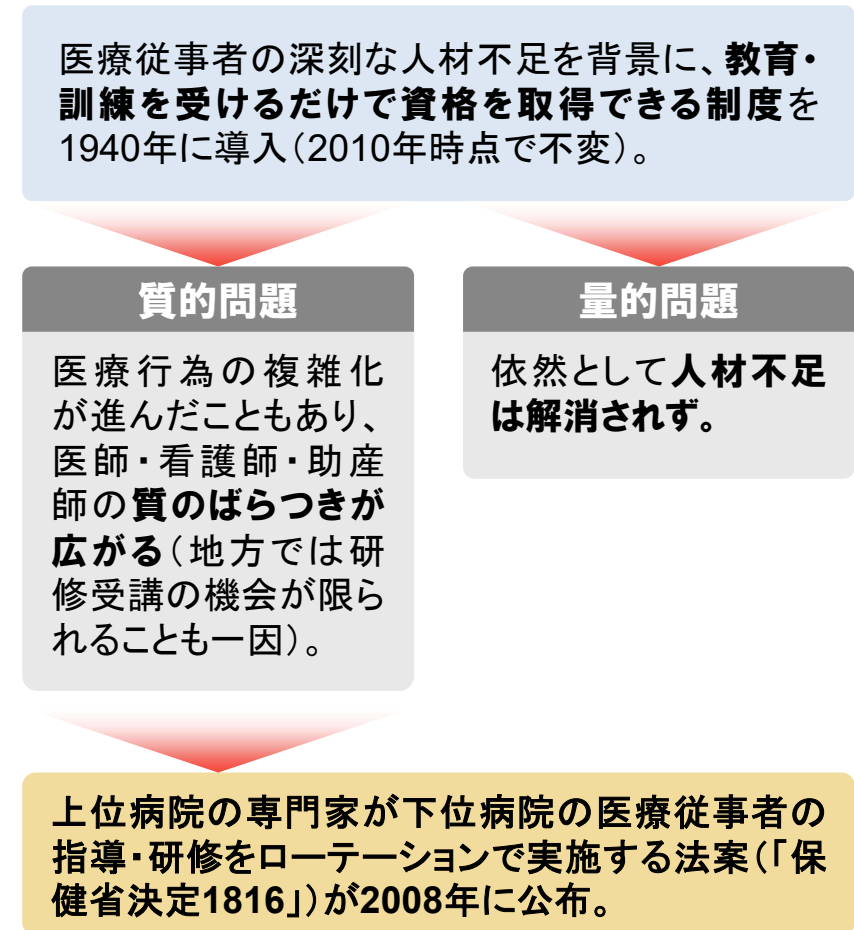 医療従事者の深刻な人材不足を背景に、教育・
訓練を受けるだけで資格を取得できる制度を
1940年に導入（2010年時点で不変）。
質的問題
医療行為の複雑化
が進んだこともあり、
医師・看護師・助産
師の質のばらつきが
広がる（地方では研
修受講の機会が限ら
れることも一因）。
量的問題
依然として人材不足
は解消されず。
上位病院の専門家が下位病院の医療従事者の
指導・研修をローテーションで実施する法案（「保
健省決定1816」）が2008年に公布。